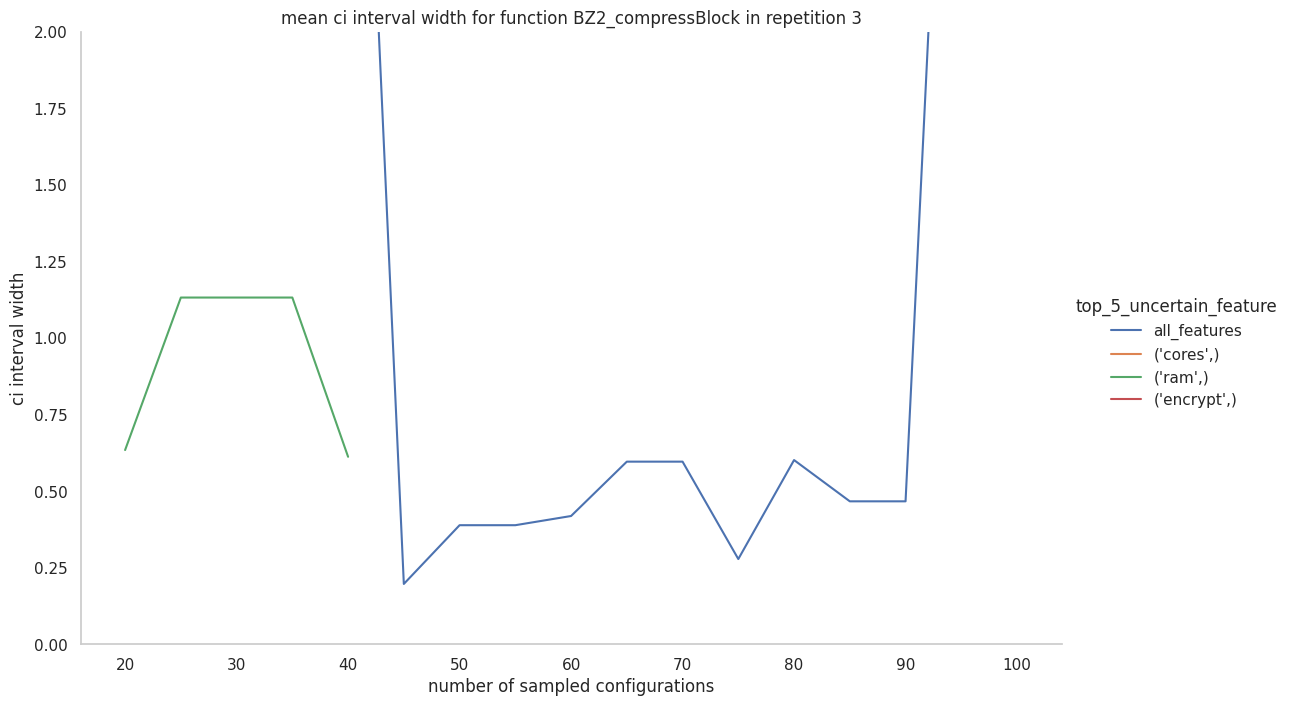 mean ci interval width for function BZ2_compressBlock in repetition 3
2.00
1.75
1.50
1.25
1.00
0.75
0.50
0.25
0.00
ci interval width
20 30 40 50 60 70 80 90 100
number of sampled configurations
top_5_uncertain_feature
all_features
('cores',)
('ram',)
('encrypt',)